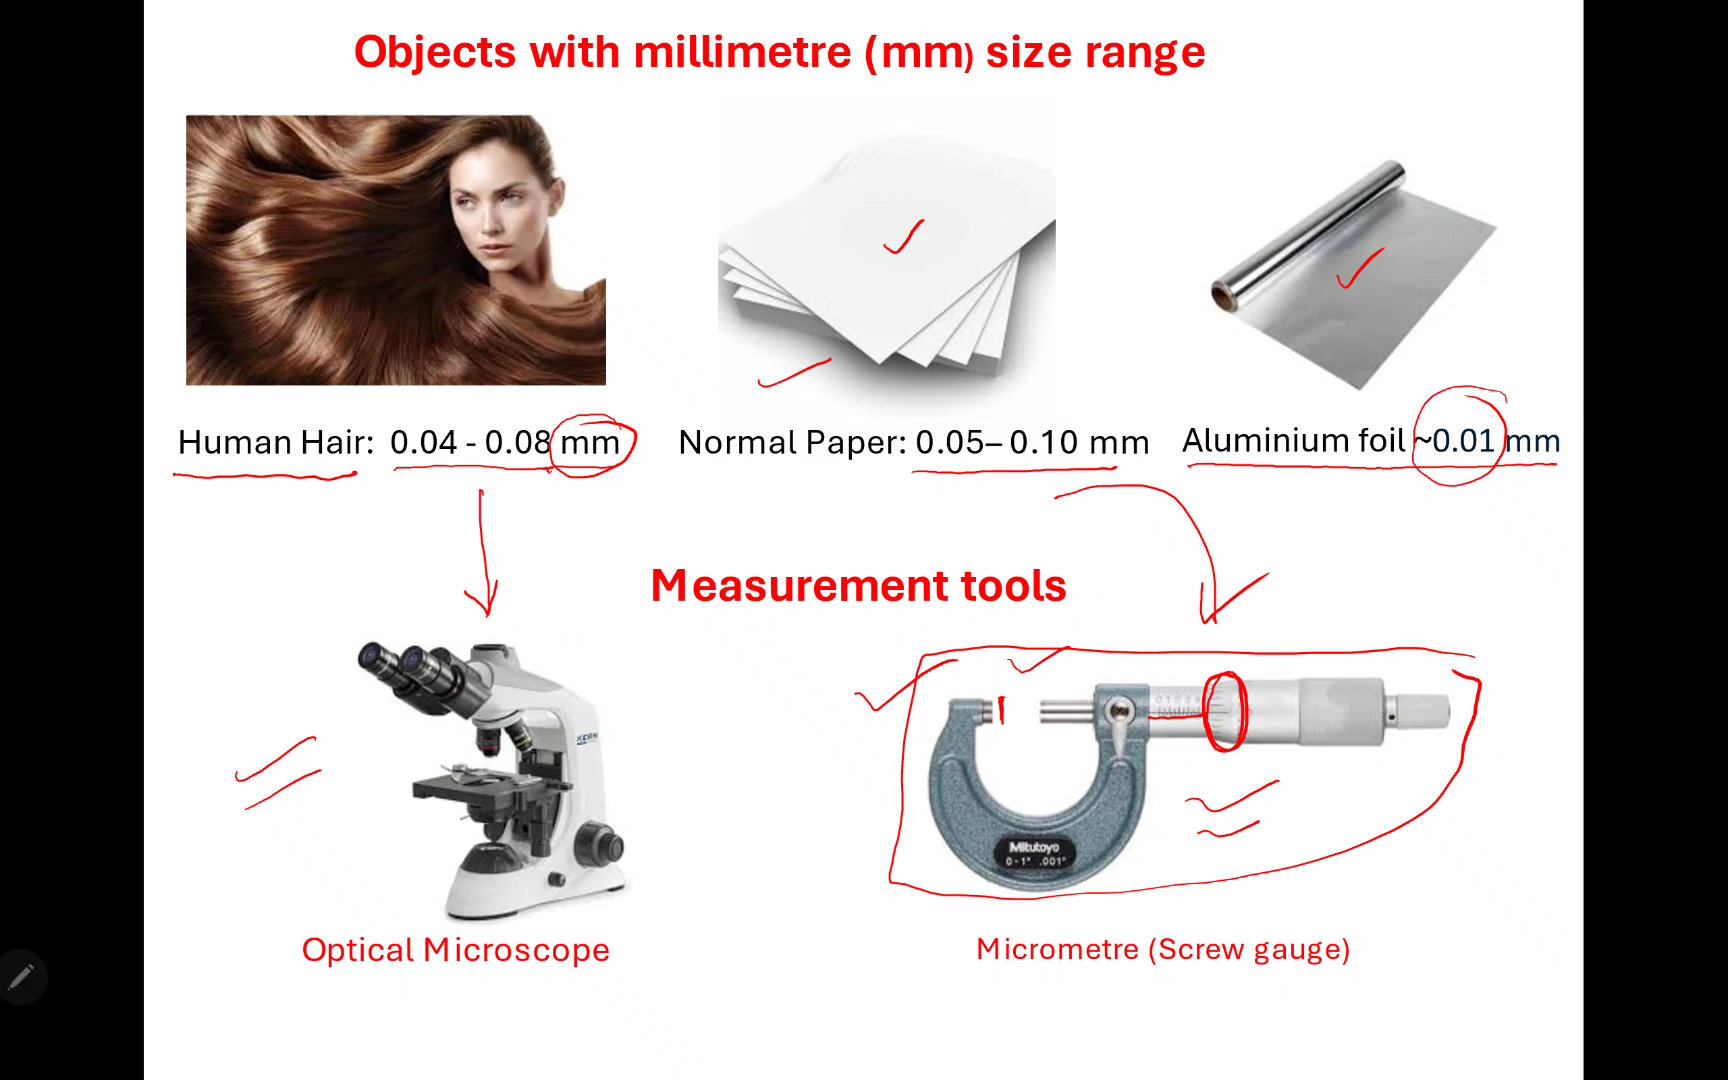 Objects with millimetre (mm) size range
Human Hair: 0.04 - 0.08 mm
Normal Paper: 0.05– 0.10 mm
Aluminium foil ~0.01 mm
Measurement tools
KERN
Mitutoyo
0-1" .001"
Optical Microscope
Micrometre (Screw gauge)